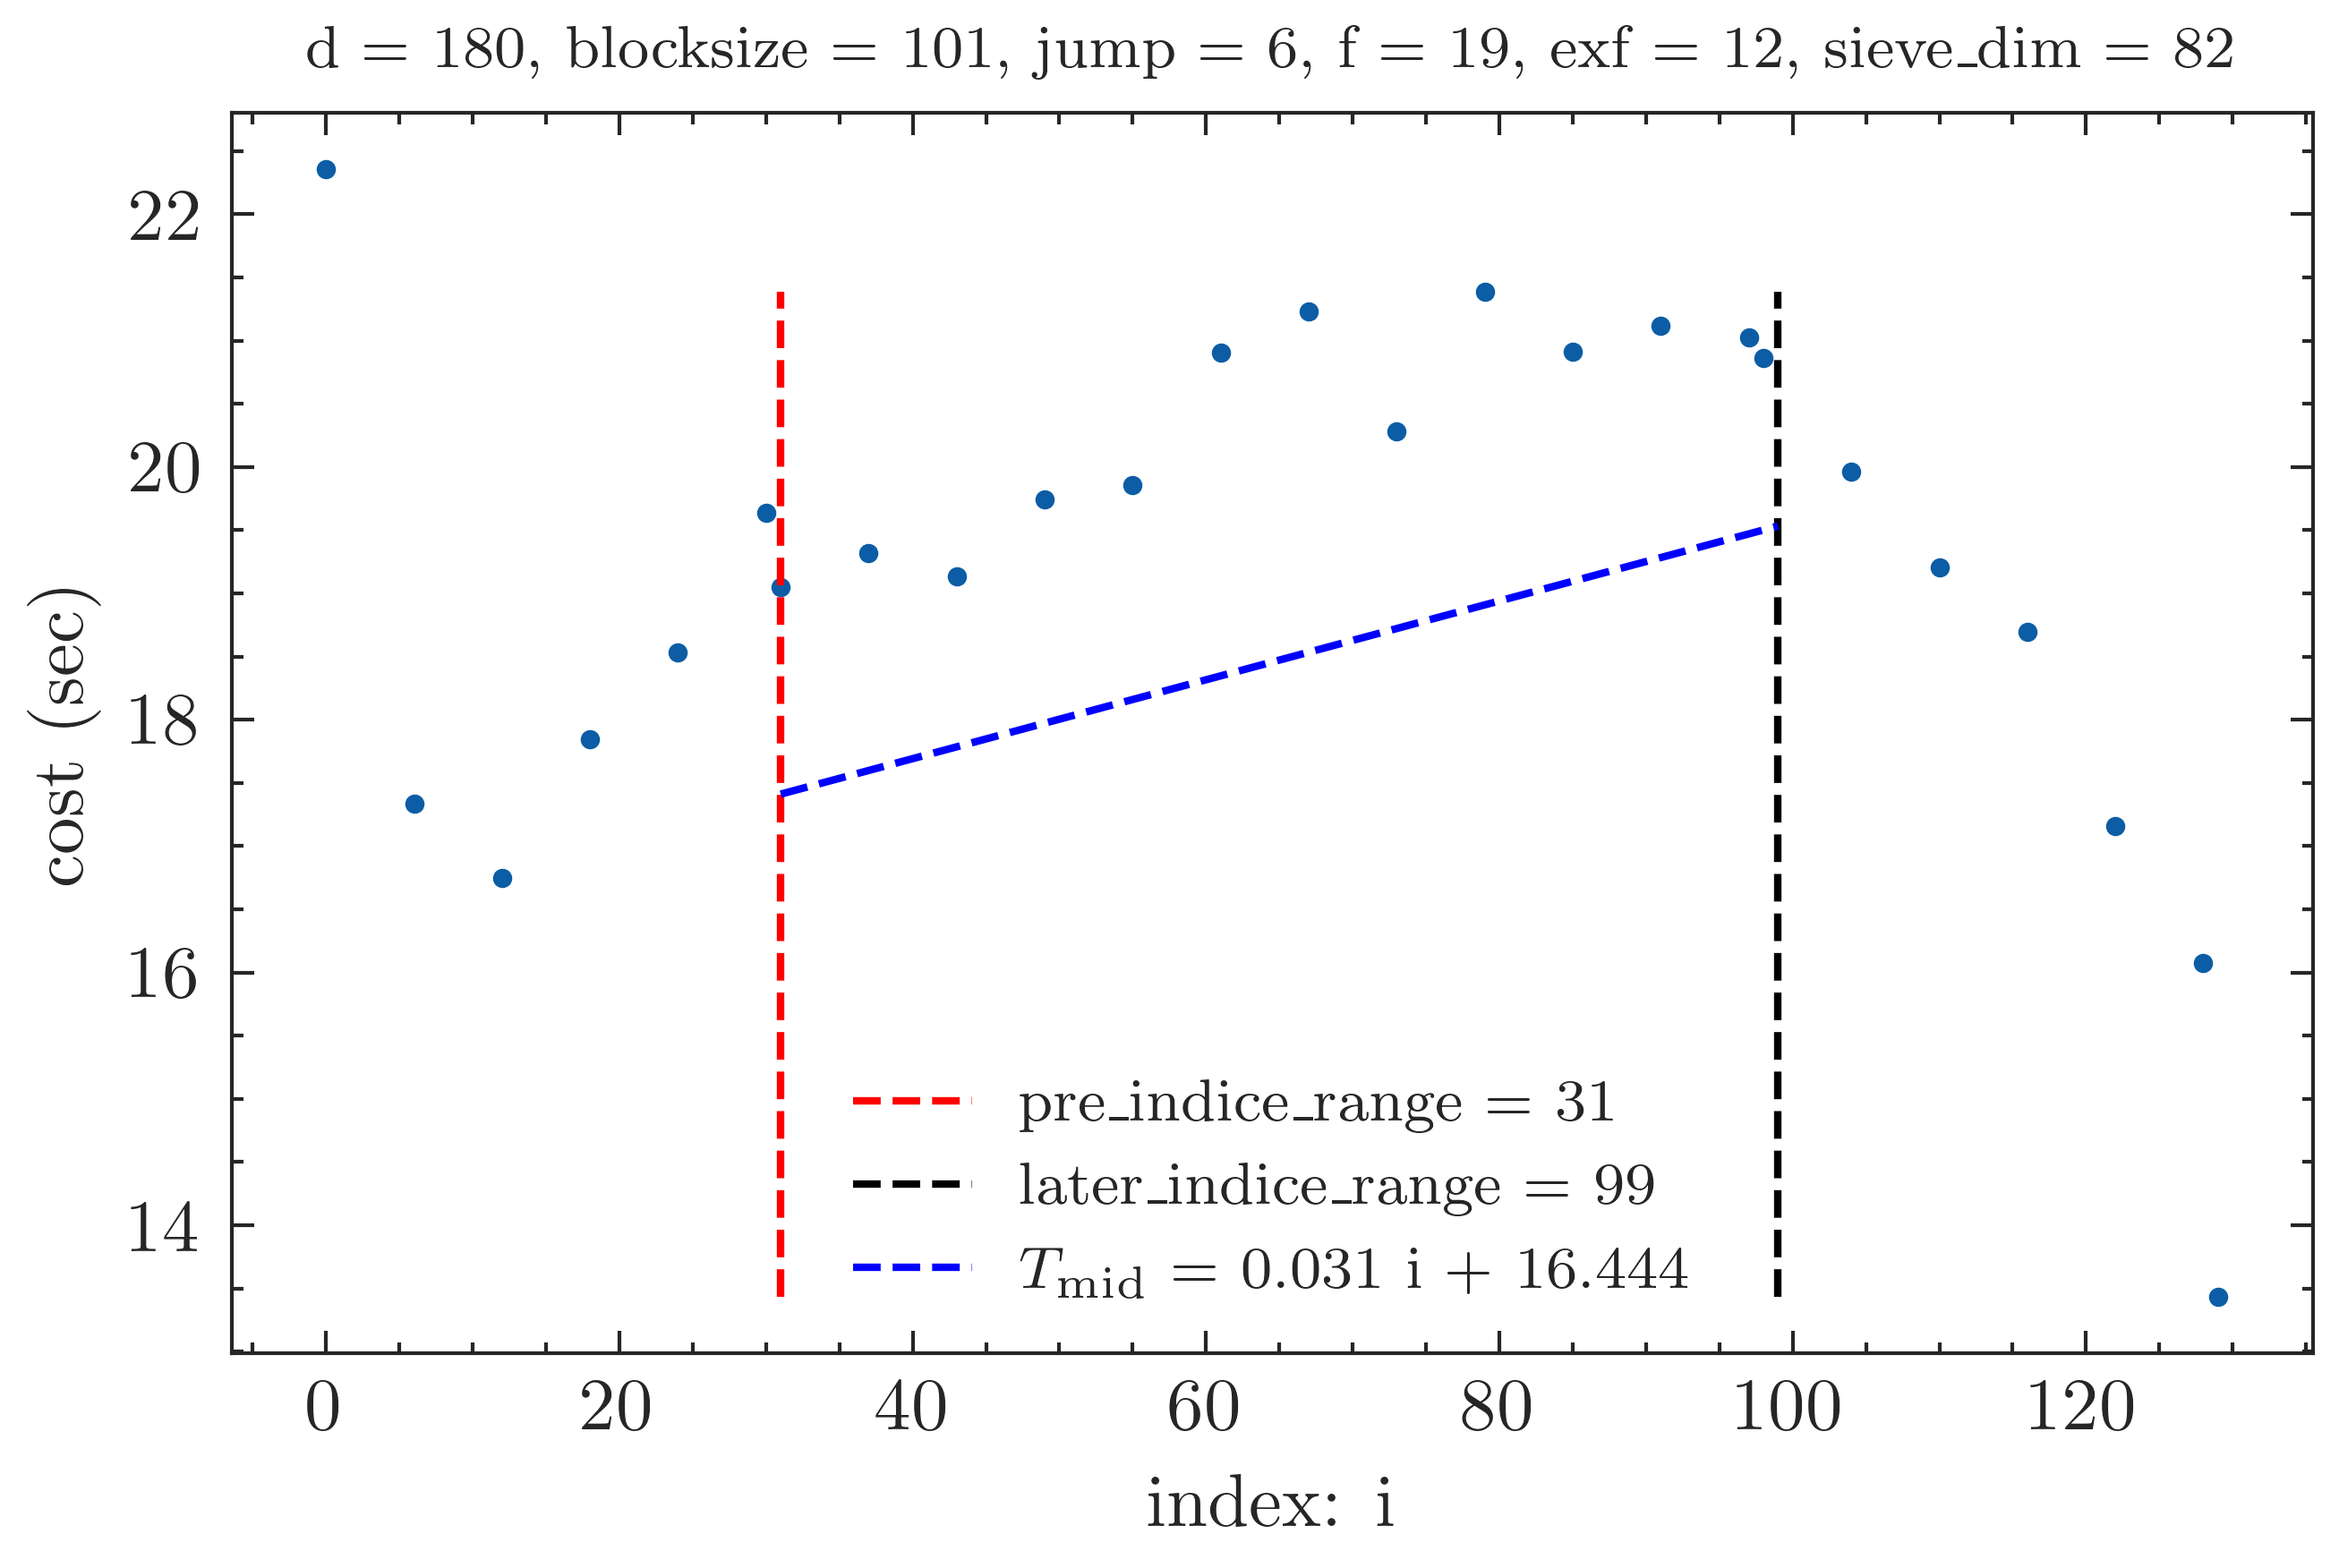 d = 180, blocksize = 101, jump = 6, f = 19, exf = 12, sieve_dim = 82
cost (sec)
22
20
18
16
14
pre_indice_range = 31
later_indice_range = 99
T_mid = 0.031 i + 16.444
0 20 40 60 80 100 120
index: i